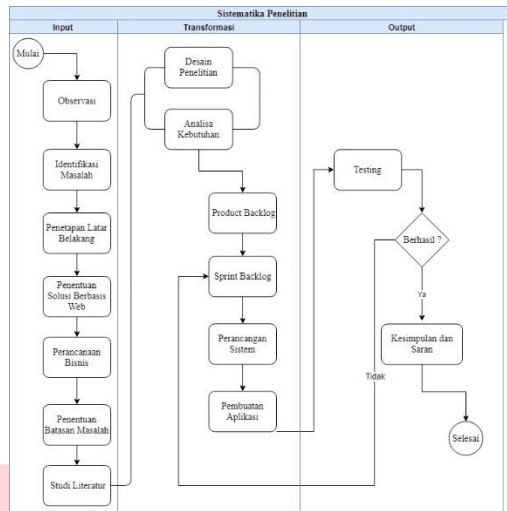 Sistematika Penelitian
Input
Transformasi
Output
Mulai
Observasi
Identifikasi
Masalah
Penetapan Latar
Belakang
Penentuan
Solusi Berbasis
Web
Perancanaan
Bisnis
Penentuan
Batasan Masalah
Studi Literatur
Desain
Penelitian
Analisa
Kebutuhan
Product Backlog
Sprint Backlog
Perancangan
Sistem
Pembuatan
Aplikasi
Testing
Berhasil ?
Ya
Tidak
Kesimpulan dan
Saran
Selesai